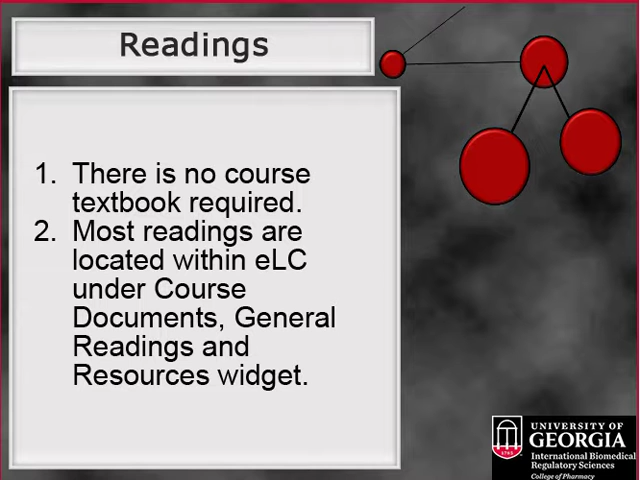 Readings
1. There is no course
textbook required.
2. Most readings are
located within eLC
under Course
Documents, General
Readings and
Resources widget.
UNIVERSITY OF
GEORGIA
International Biomedical
Regulatory Sciences
College of Pharmacy
1785